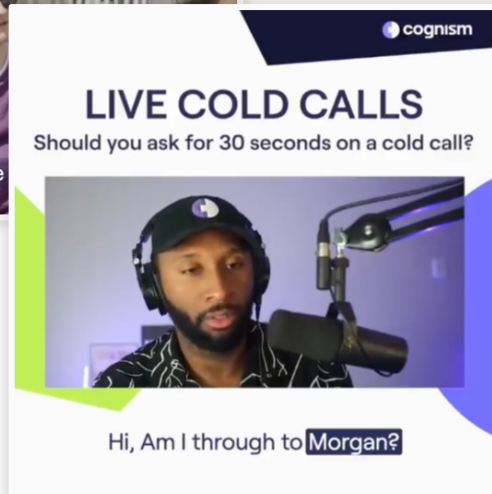 cognism
LIVE COLD CALLS
Should you ask for 30 seconds on a cold call?
e
Hi, Am I through to Morgan?